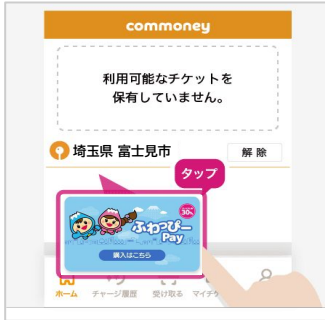 commoney
利用可能なチケットを
保有していません。
埼玉県 富士見市
解 除
タップ
30%
ふわっぴー
Pay
購入はこちら
ホーム
チャージ履歴
受け取る
マイチケ